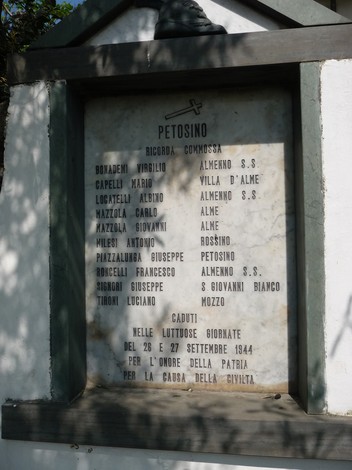 PETOSINO
RICORDA COMMOSSA
BONADEMI VIRGILIO ALMENNO S.S
CAPELLI MARIO VILLA D'ALME
LOCATELLI ALBINO ALMENNO S.S
MAZZOLA CARLO ALME
MAZZOLA GIOVANNI ALME
MILESI ANTONIO ROSSINO
PIAZZALUNGA GIUSEPPE PETOSINO
RONCELLI FRANCESCO ALMENNO S.S.
SIGNORI GIUSEPPE S GIOVANNI BIANCO
TIRONI LUCIANO MOZZO
CADUTI
NELLE LUTTUOSE GIORNATE
DEL 26 E 27 SETTEMBRE 1944
PER L'ONORE DELLA PATRIA
PER LA CAUSA DELLA CIVILTA